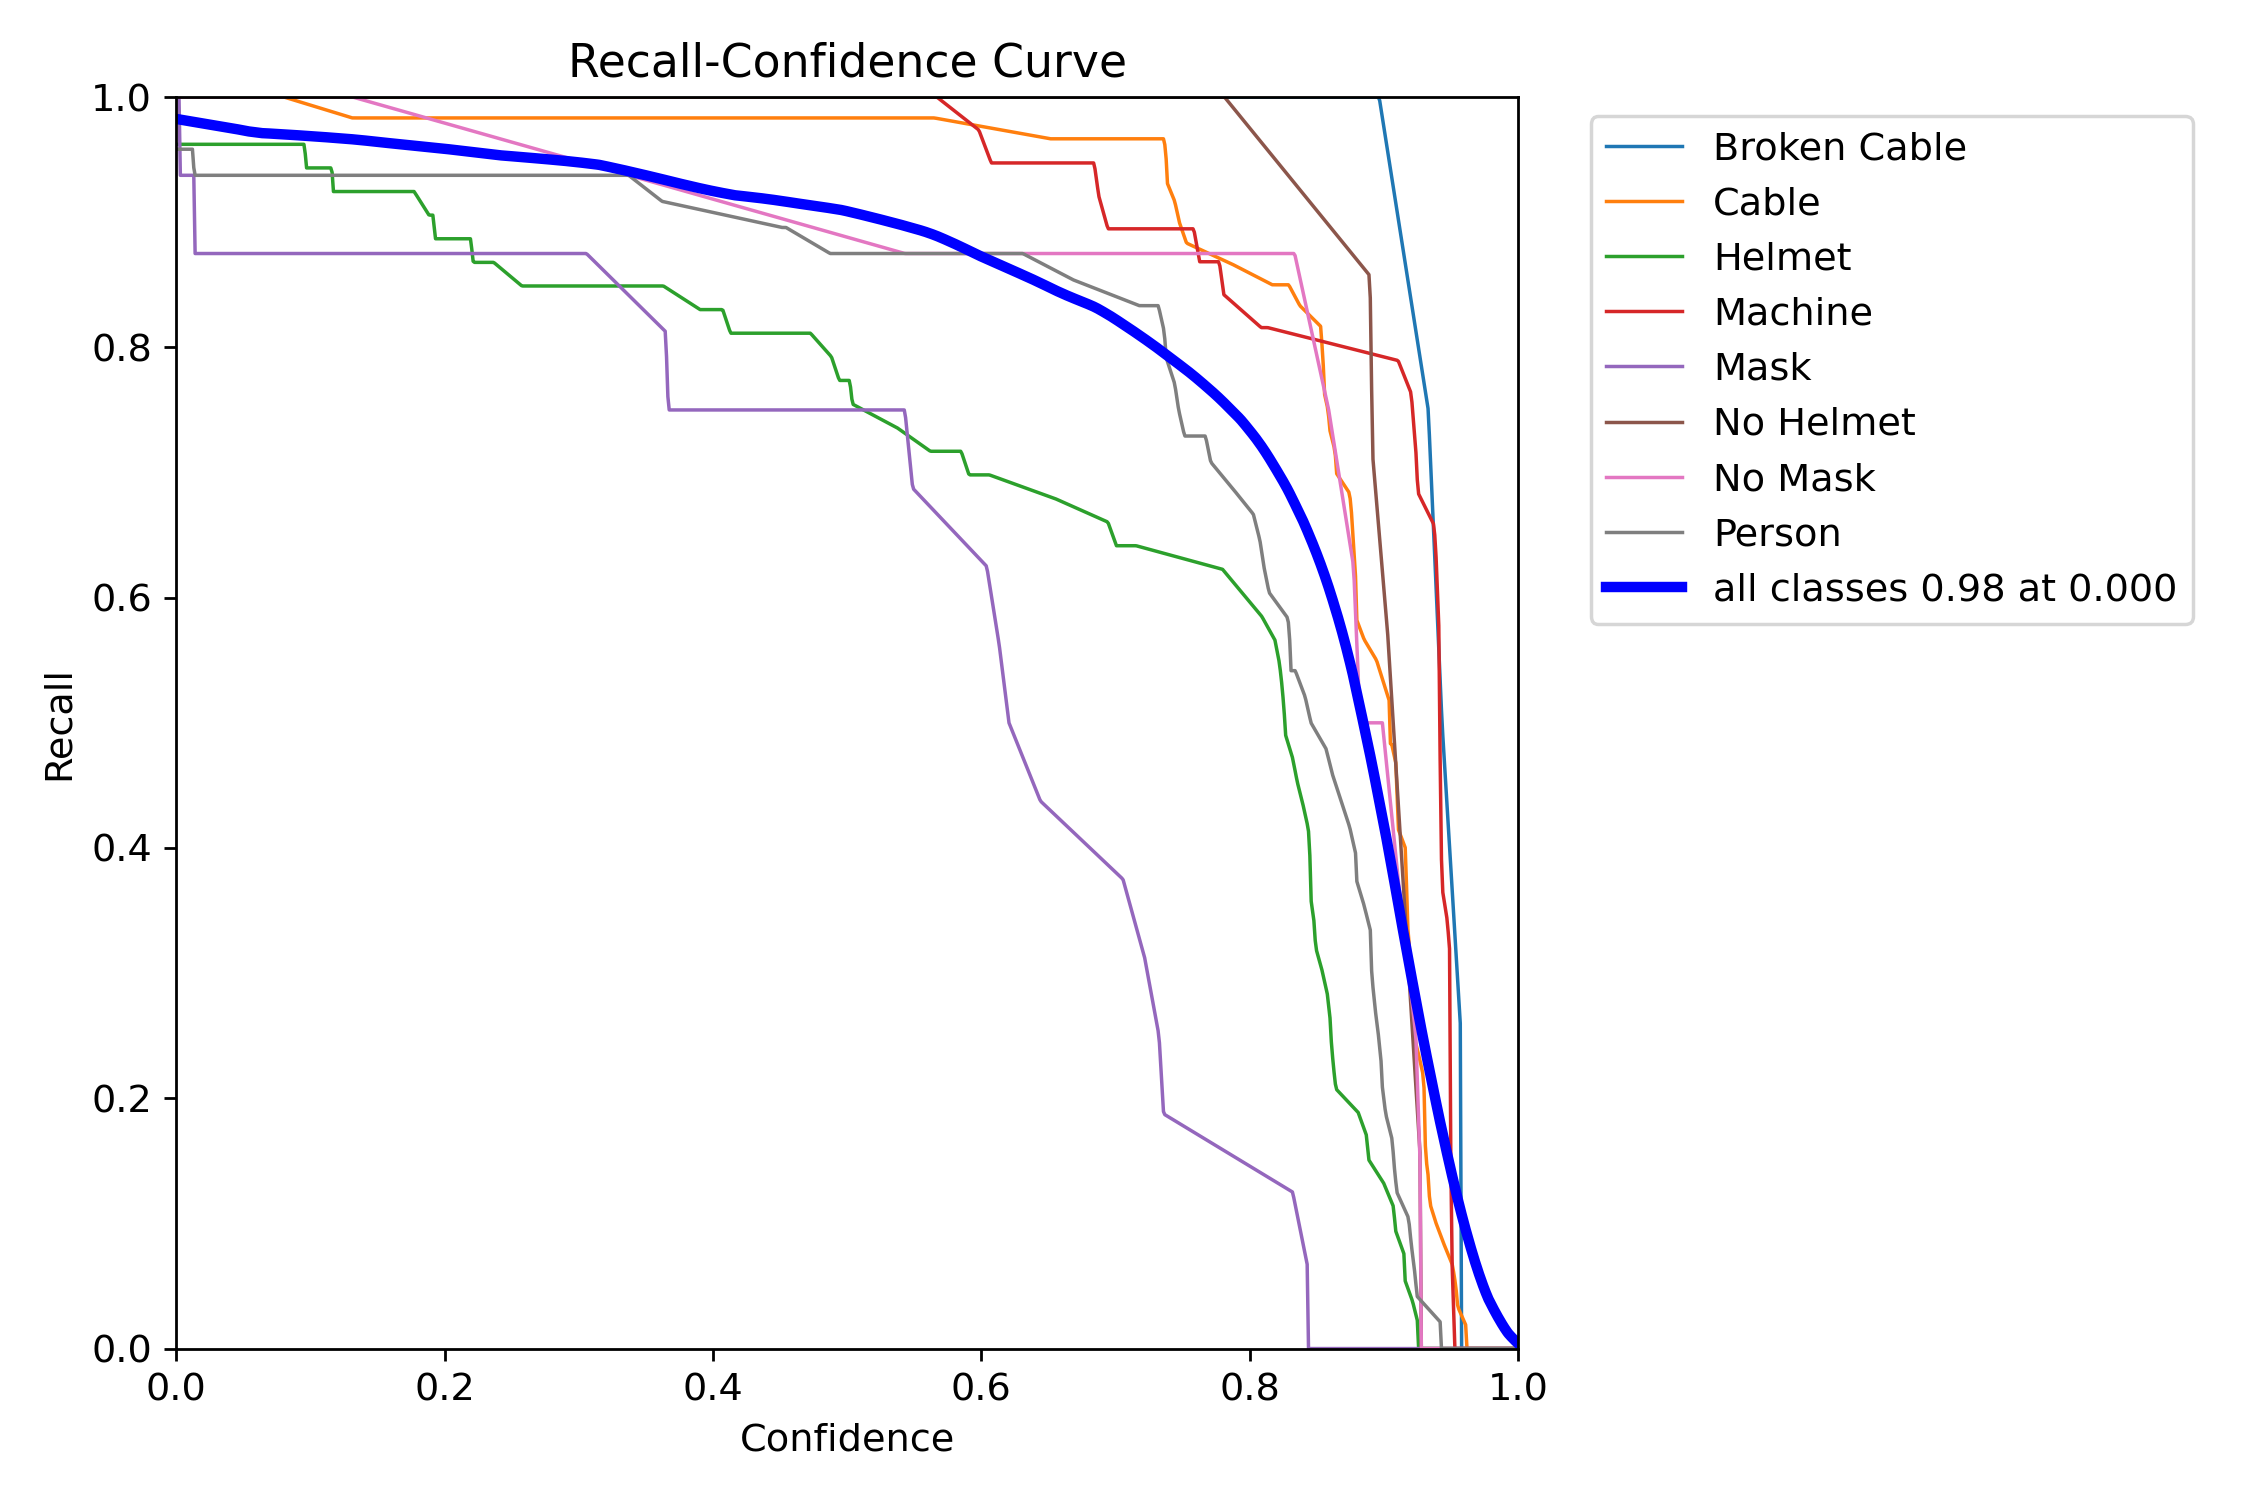 Recall-Confidence Curve
1.0
0.8
0.6
0.4
0.2
0.0
Recall
0.0 0.2 0.4 0.6 0.8 1.0
Confidence
Broken Cable
Cable
Helmet
Machine
Mask
No Helmet
No Mask
Person
all classes 0.98 at 0.000